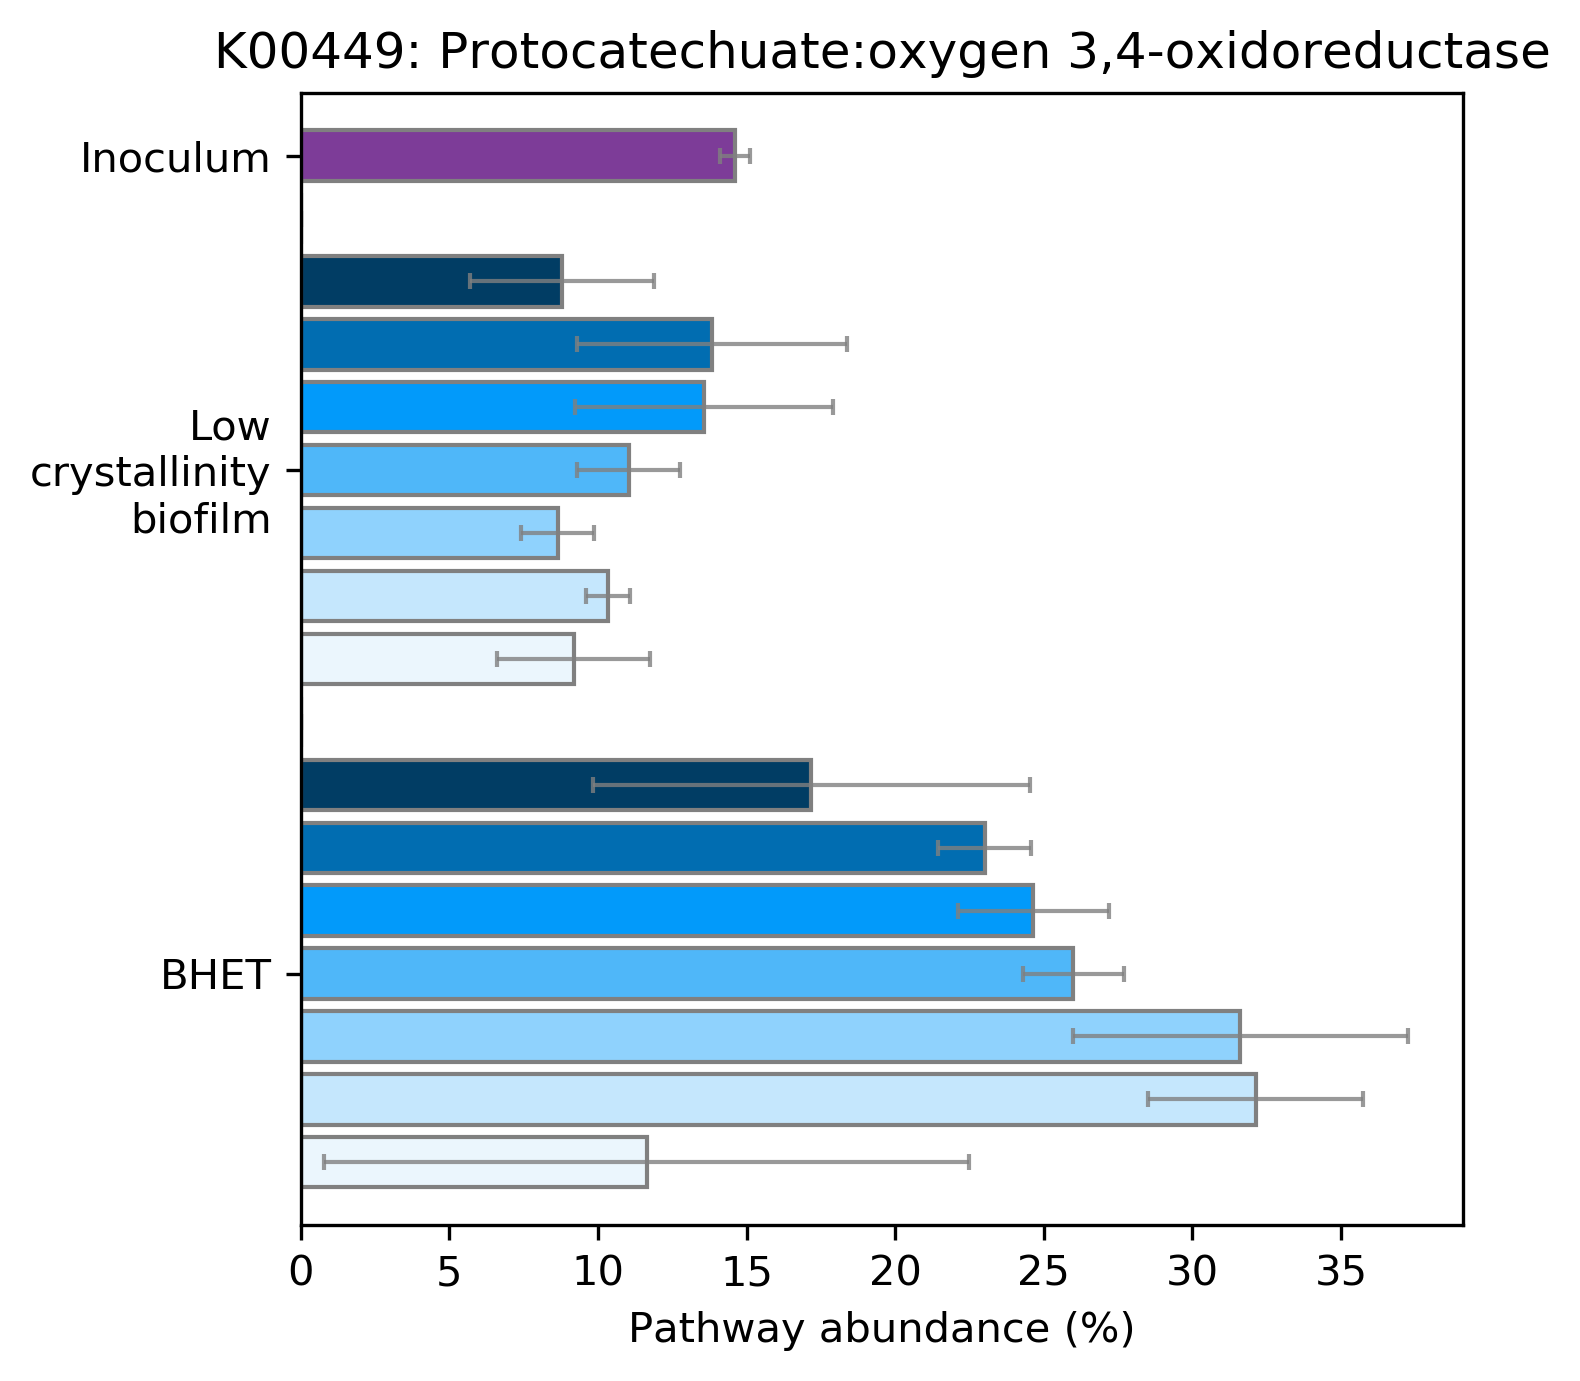 K00449: Protocatechuate:oxygen 3,4-oxidoreductase
Inoculum
Low
crystallinity
biofilm
BHET
0 5 10 15 20 25 30 35
Pathway abundance (%)